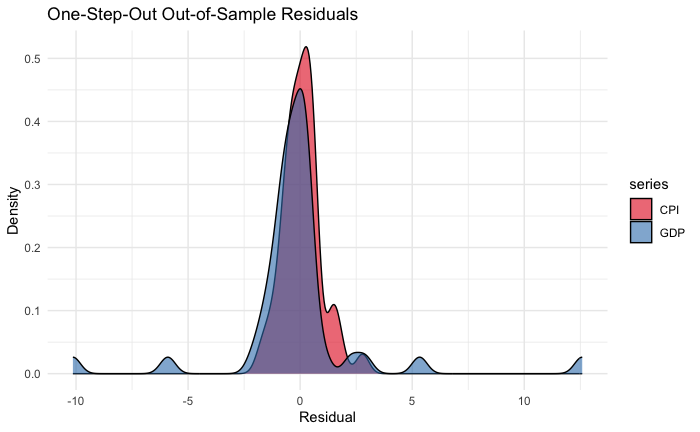 One-Step-Out Out-of-Sample Residuals
0.5
0.4
0.3
0.2
0.1
0.0
Density
-10 -5 0 5 10
Residual
series
CPI
GDP